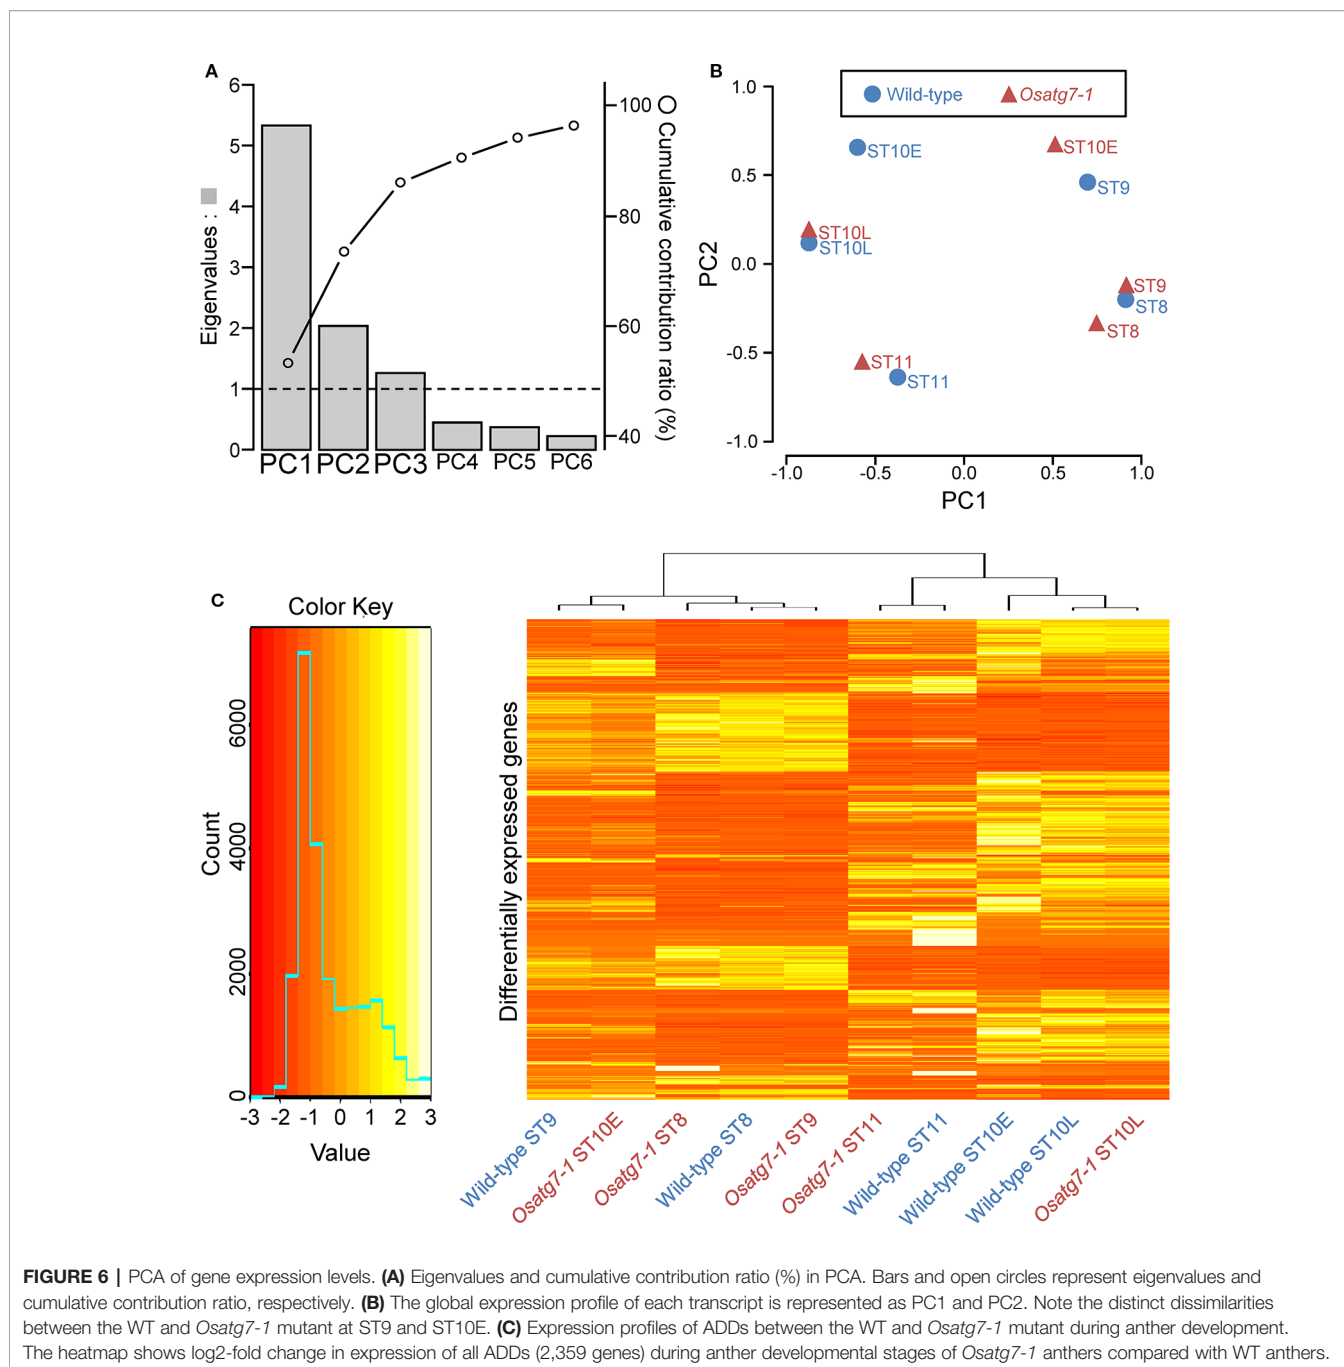 A
6
5
4
3
2
1
0
Eigenvalues :
100
80
60
40
Cumulative contribution ratio (%)
PC1
PC2
PC3
PC4
PC5
PC6
B
1.0
0.5
0.0
-0.5
-1.0
PC2
Wild-type
Osatg7-1
ST10E
ST10E
ST9
ST10L
ST10L
ST9
ST8
ST8
ST11
ST11
-1.0
-0.5
0.0
0.5
1.0
PC1
C
Color Key
Count
6000
4000
2000
0
-3 -2 -1 0 1 2 3
Value
Differentially expressed genes
Wild-type ST9
Osatg7-1 ST10E
Osatg7-1 ST8
Wild-type ST8
Osatg7-1 ST9
Osatg7-1 ST11
Wild-type ST11
Wild-type ST10E
Wild-type ST10L
Osatg7-1 ST10L
FIGURE 6 | PCA of gene expression levels. (A) Eigenvalues and cumulative contribution ratio (%) in PCA. Bars and open circles represent eigenvalues and
cumulative contribution ratio, respectively. (B) The global expression profile of each transcript is represented as PC1 and PC2. Note the distinct dissimilarities
between the WT and Osatg7-1 mutant at ST9 and ST10E. (C) Expression profiles of ADDs between the WT and Osatg7-1 mutant during anther development.
The heatmap shows log2-fold change in expression of all ADDs (2,359 genes) during anther developmental stages of Osatg7-1 anthers compared with WT anthers.